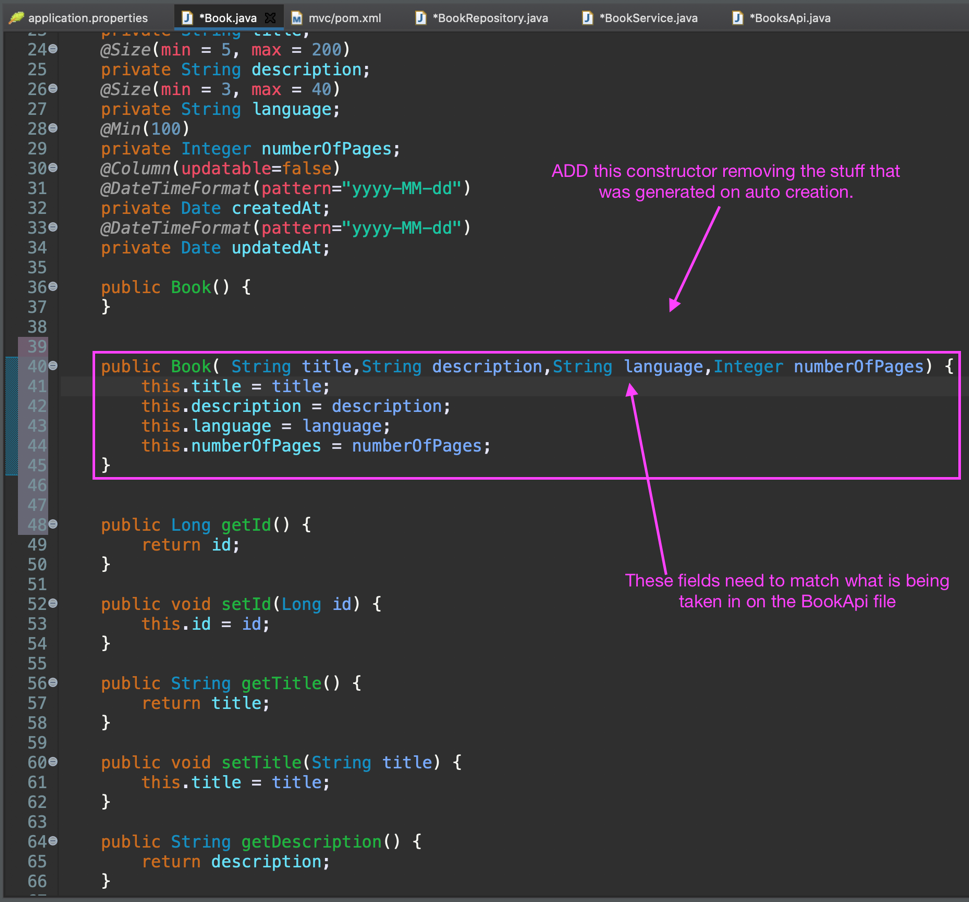 application.properties *Book.java mvc/pom.xml *BookRepository.java *BookService.java *BooksApi.java
23 private String title;
24 @Size(min = 5, max = 200)
25 private String description;
26 @Size(min = 3, max = 40)
27 private String language;
28 @Min(100)
29 private Integer numberOfPages;
30 @Column(updatable=false)
31 @DateTimeFormat(pattern="yyyy-MM-dd")
32 private Date createdAt;
33 @DateTimeFormat(pattern="yyyy-MM-dd")
34 private Date updatedAt;
35
36 public Book() {
37 }
38
39
40 public Book( String title,String description,String language,Integer numberOfPages) {
41 this.title = title;
42 this.description = description;
43 this.language = language;
44 this.numberOfPages = numberOfPages;
45 }
46
47
48 public Long getId() {
49 return id;
50 }
51
52 public void setId(Long id) {
53 this.id = id;
54 }
55
56 public String getTitle() {
57 return title;
58 }
59
60 public void setTitle(String title) {
61 this.title = title;
62 }
63
64 public String getDescription() {
65 return description;
66 }
ADD this constructor removing the stuff that
was generated on auto creation.
These fields need to match what is being
taken in on the BookApi file